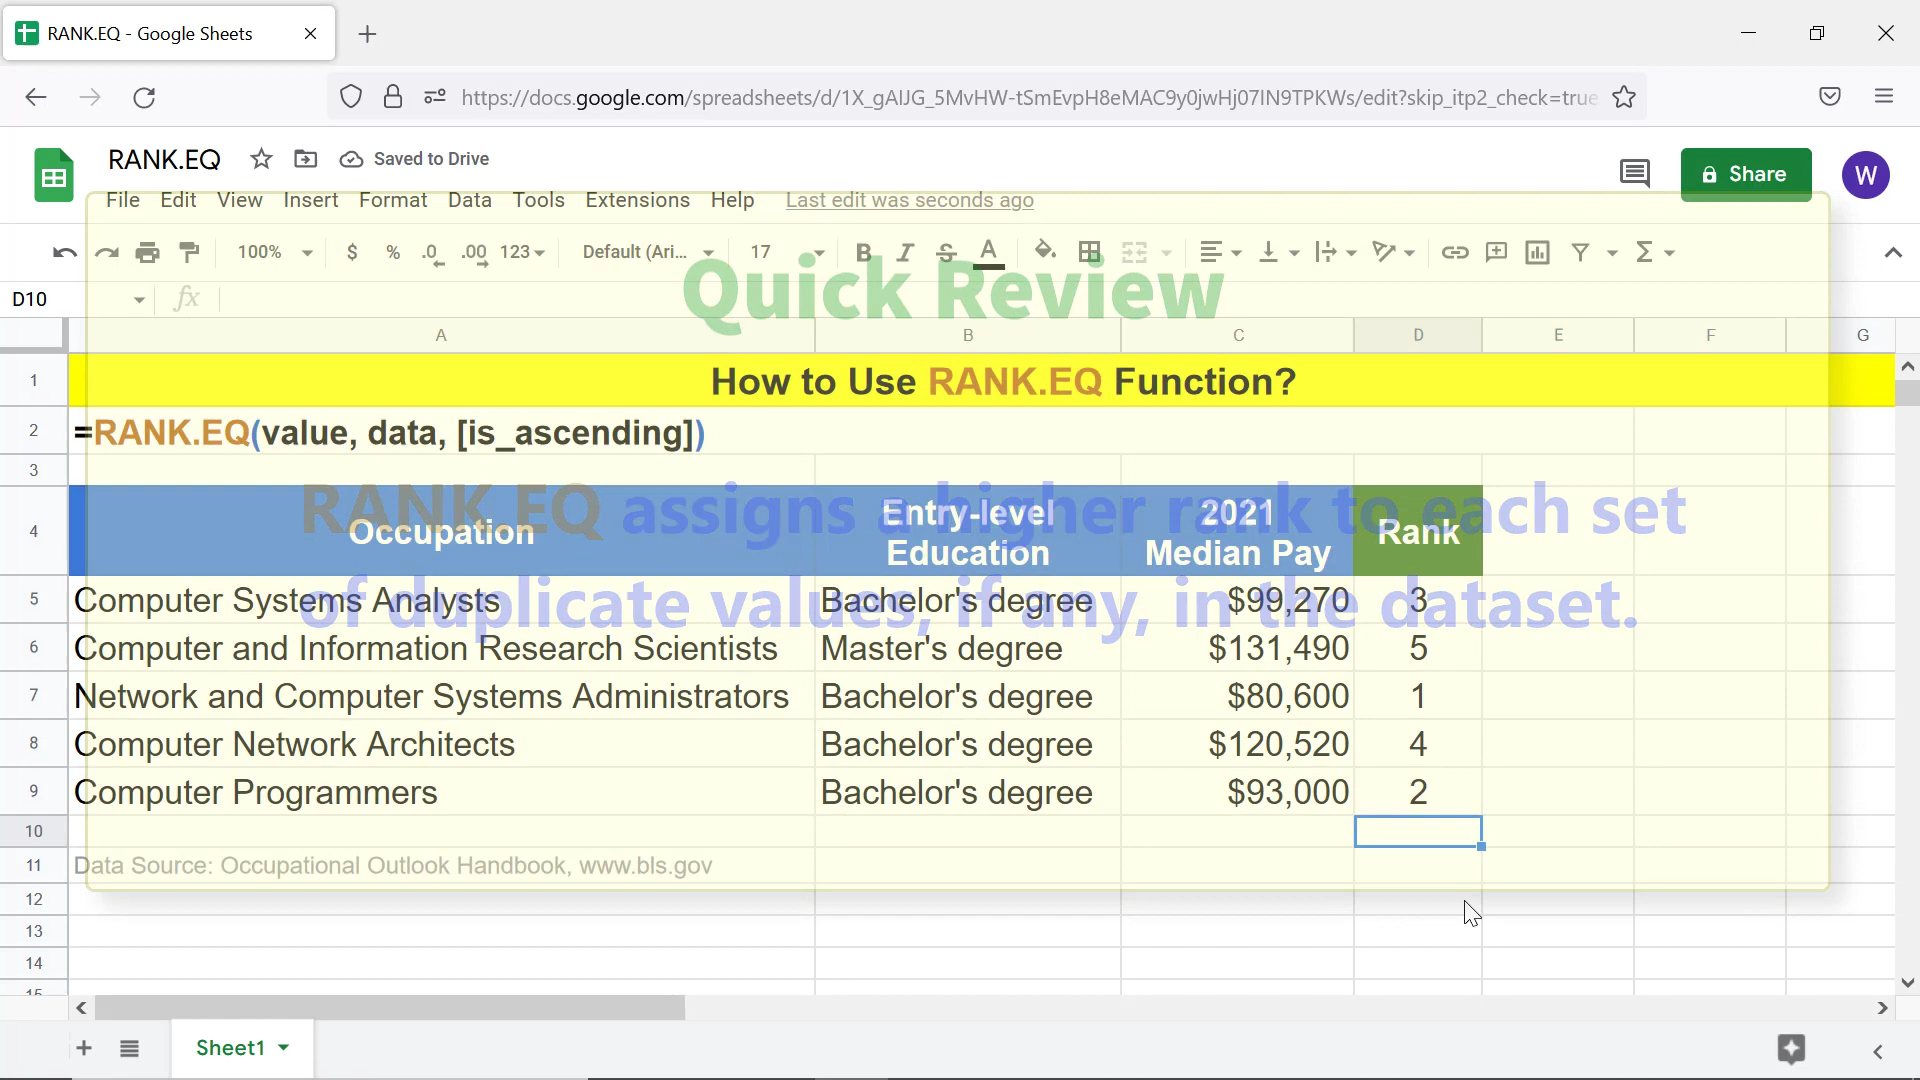 RANK.EQ - Google Sheets
https://docs.google.com/spreadsheets/d/1X_gAIJG_5MvHW-tSmEvpH8eMAC9y0jwHj07IN9TPKWs/edit?skip_itp2_check=true
RANK.EQ Saved to Drive
Share W
File Edit View Insert Format Data Tools Extensions Help Last edit was seconds ago
100% $ % .0 .00 123 Default (Ari... 17 B I S A
Quick Review
D10 fx
A B C D E F G
1 How to Use RANK.EQ Function?
2 =RANK.EQ(value, data, [is_ascending])
3
RANK.EQ assigns a higher rank to each set
of duplicate values, if any, in the dataset.
4 Occupation Entry-level Education 2021 Median Pay Rank
5 Computer Systems Analysts Bachelor's degree $99,270 3
6 Computer and Information Research Scientists Master's degree $131,490 5
7 Network and Computer Systems Administrators Bachelor's degree $80,600 1
8 Computer Network Architects Bachelor's degree $120,520 4
9 Computer Programmers Bachelor's degree $93,000 2
10
11 Data Source: Occupational Outlook Handbook, www.bls.gov
12
13
14
15
Sheet1